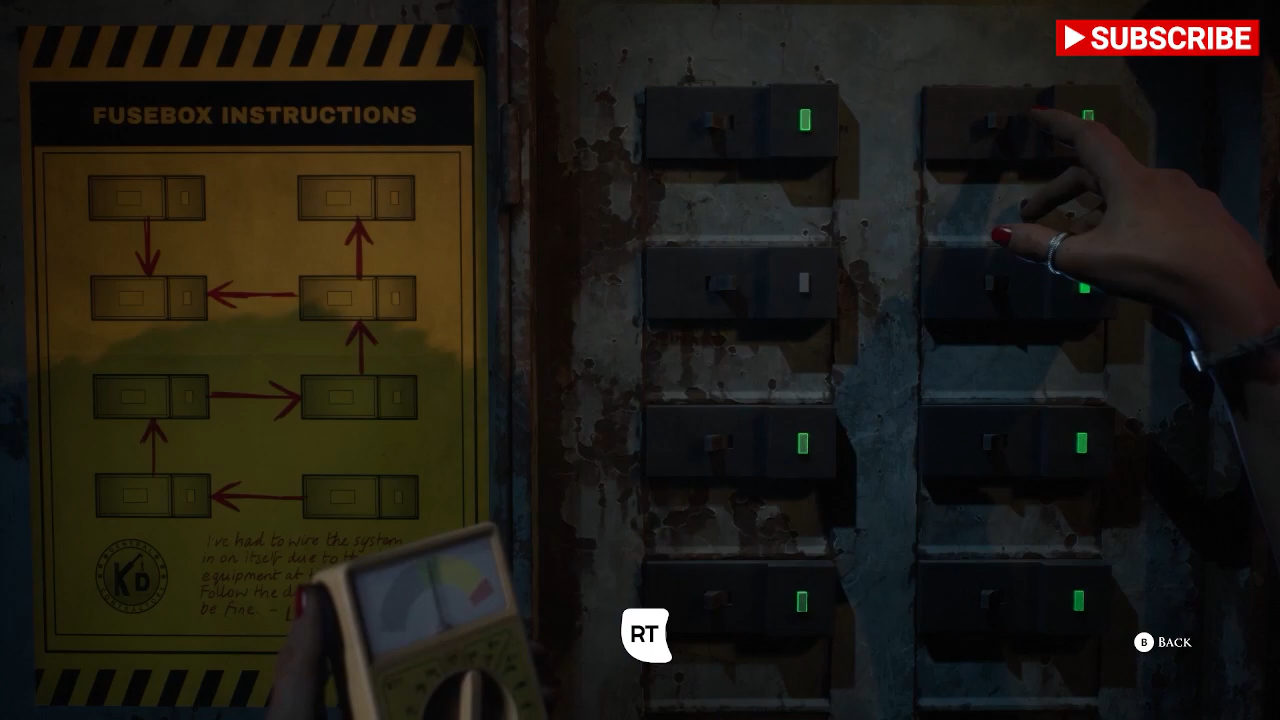 SUBSCRIBE
FUSEBOX INSTRUCTIONS
I've had to wire the system
in on itself due to
equipment at
Follow the
be fine. - L
KD
RT
B BACK